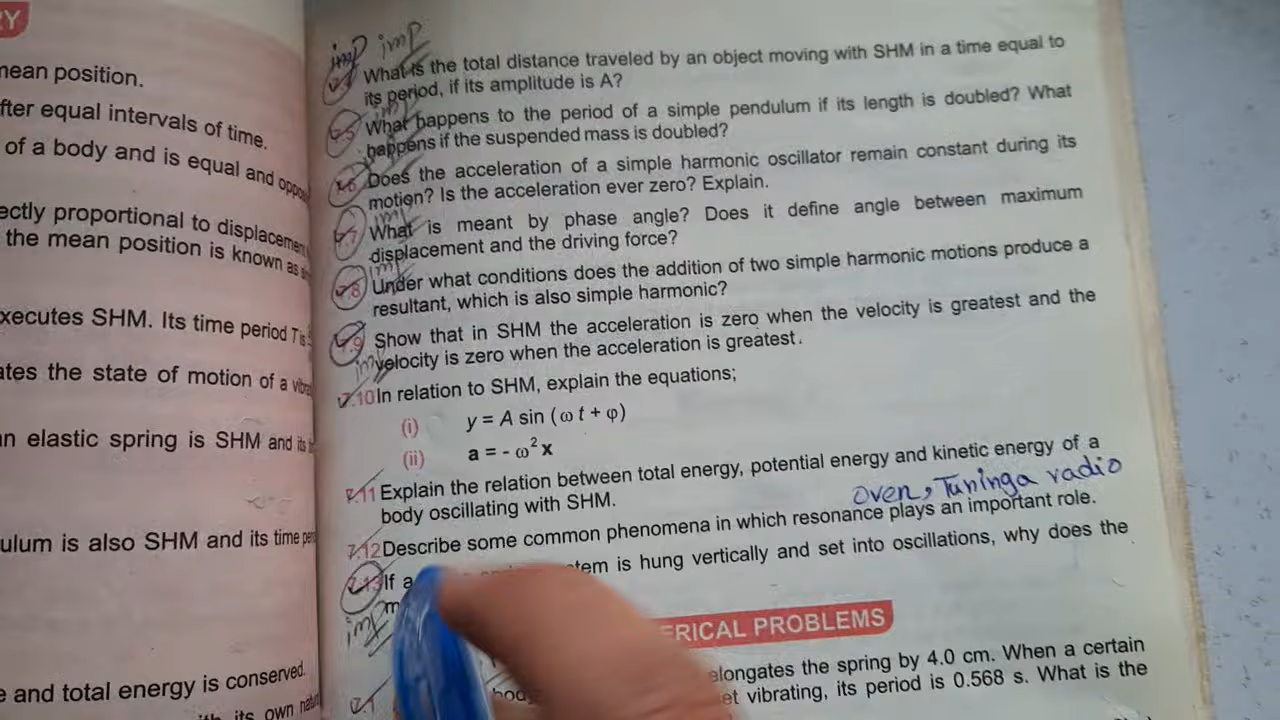 RY
mean position.
fter equal intervals of time.
of a body and is equal and
ectly proportional to
the mean position is known as
xecutes SHM. Its time period T is
ates the state of motion of a
n elastic spring is SHM and its
ulum is also SHM and its time
e and total energy is conserved.
its own
imp imp
What is the total distance traveled by an object moving with SHM in a time equal to
its period, if its amplitude is A?
imp
What happens to the period of a simple pendulum if its length is doubled? What
happens if the suspended mass is doubled?
Does the acceleration of a simple harmonic oscillator remain constant during its
motion? Is the acceleration ever zero? Explain.
imp
What is meant by phase angle? Does it define angle between maximum
displacement and the driving force?
imp
7.8 Under what conditions does the addition of two simple harmonic motions produce a
resultant, which is also simple harmonic?
7.9 Show that in SHM the acceleration is zero when the velocity is greatest and the
imp velocity is zero when the acceleration is greatest.
7.10 In relation to SHM, explain the equations;
(i) y = A sin (ω t + φ)
(ii) a = - ω² x
7.11 Explain the relation between total energy, potential energy and kinetic energy of a
body oscillating with SHM.
oven, Tuninga radio
7.12 Describe some common phenomena in which resonance plays an important role.
7.13 If a tem is hung vertically and set into oscillations, why does the
imp
ERICAL PROBLEMS
7.1 elongates the spring by 4.0 cm. When a certain
body et vibrating, its period is 0.568 s. What is the